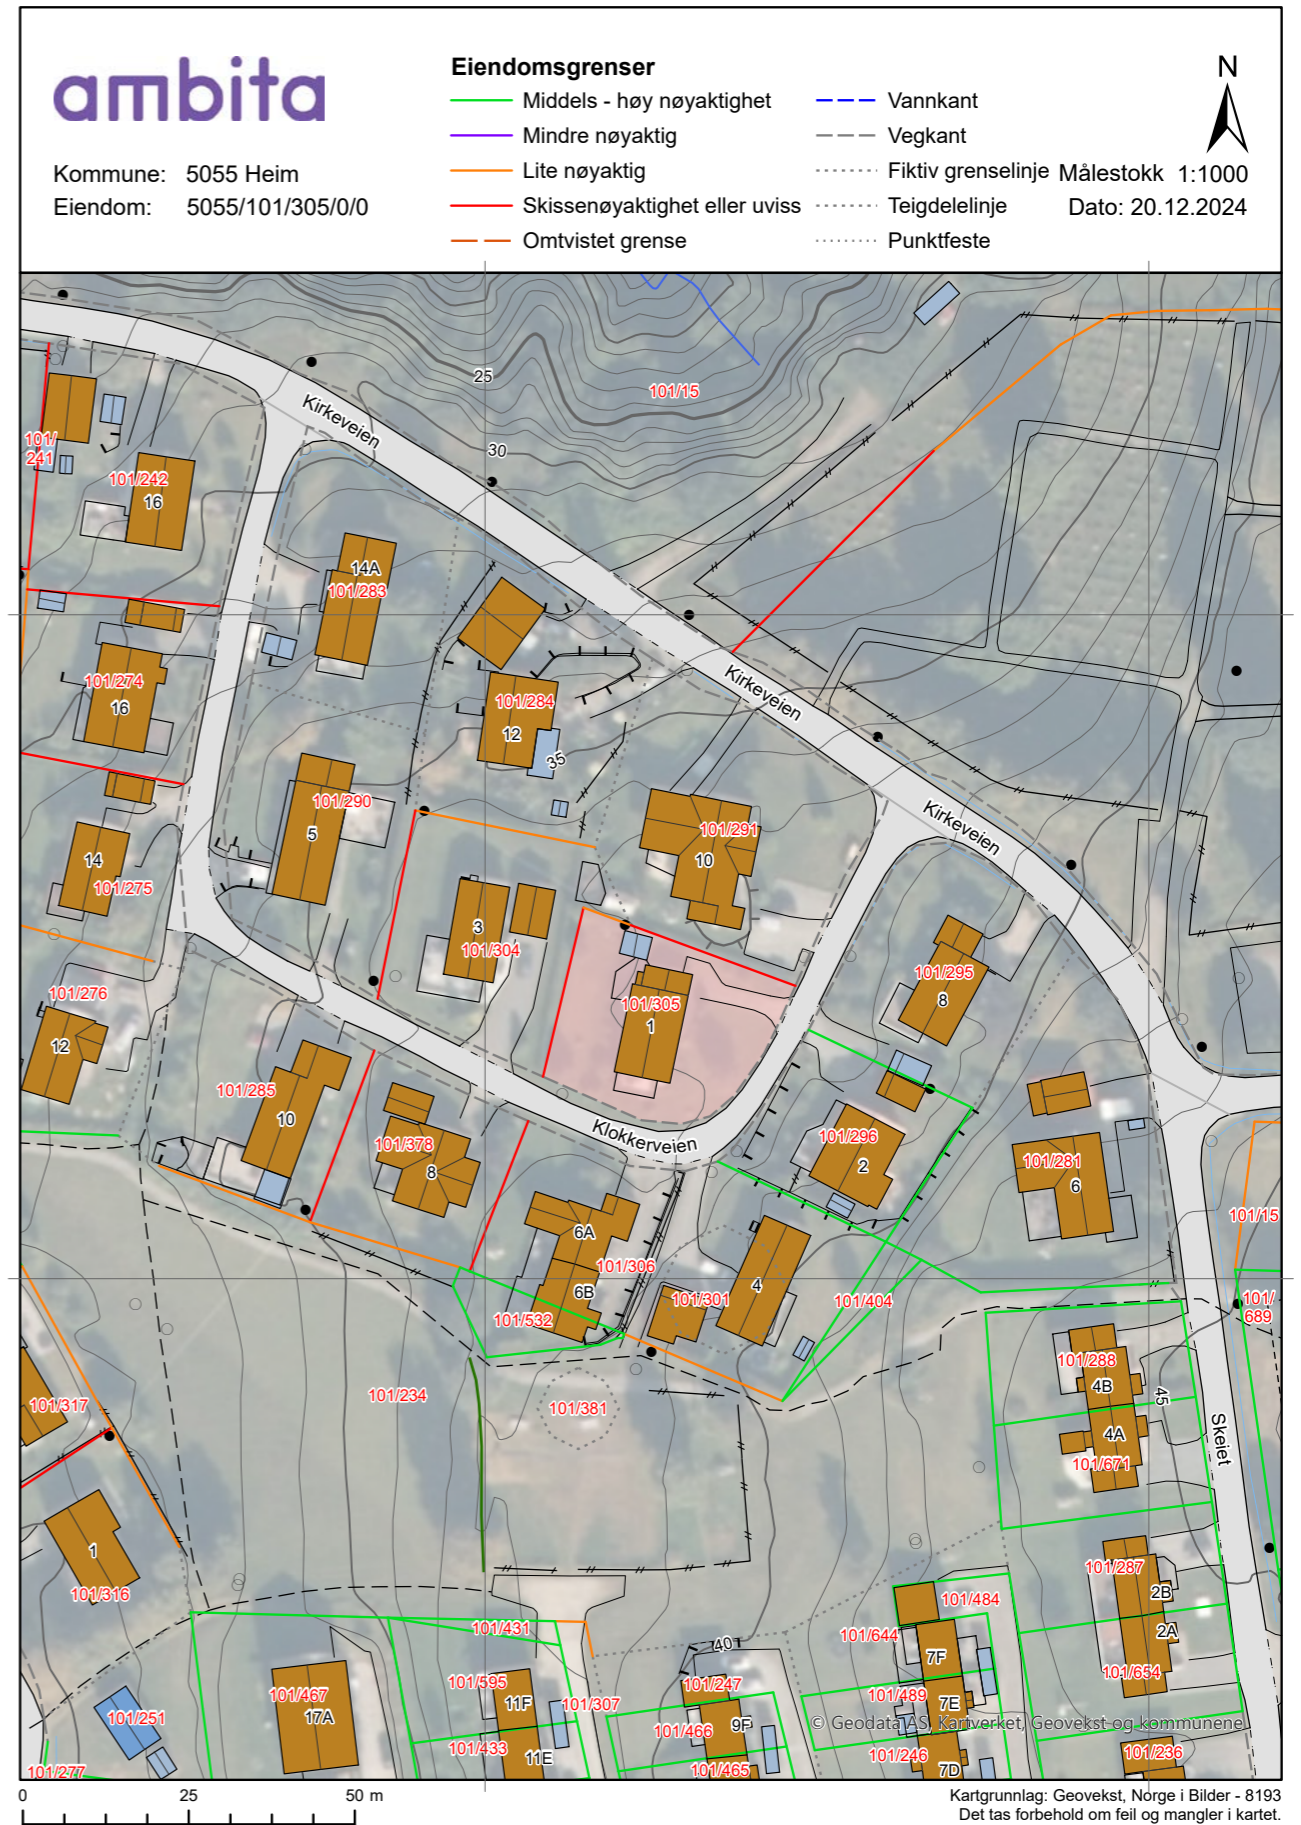 ambita
Kommune: 5055 Heim
Eiendom: 5055/101/305/0/0
Eiendomsgrenser
Middels - høy nøyaktighet
Mindre nøyaktig
Lite nøyaktig
Skissenøyaktighet eller uviss
Omtvistet grense
Vannkant
Vegkant
Fiktiv grenselinje
Teigdelelinje
Punktfeste
N
Målestokk 1:1000
Dato: 20.12.2024
25
101/15
Kirkeveien
30
101/
241
101/242
16
14A
101/283
101/274
16
101/284
12
35
Kirkeveien
101/290
5
101/291
10
Kirkeveien
14
101/275
3
101/304
101/295
8
101/305
1
101/276
12
101/285
10
101/378
8
Klokkerveien
101/296
2
101/281
6
101/15
6A
101/306
6B
4
101/301
101/404
101/
689
101/532
101/288
4B
45
101/234
101/317
101/381
4A
101/671
Skeiet
1
101/316
101/287
2B
2A
101/654
101/484
101/431
101/644
40
7F
101/595
101/467
17A
11F
101/307
101/247
101/489
7E
101/251
101/466
9F
© Geodata AS, Kartverket, Geovekst og kommunene
101/433
11E
101/465
101/246
7D
101/236
101/277
0 25 50 m
Kartgrunnlag: Geovekst, Norge i Bilder - 8193
Det tas forbehold om feil og mangler i kartet.